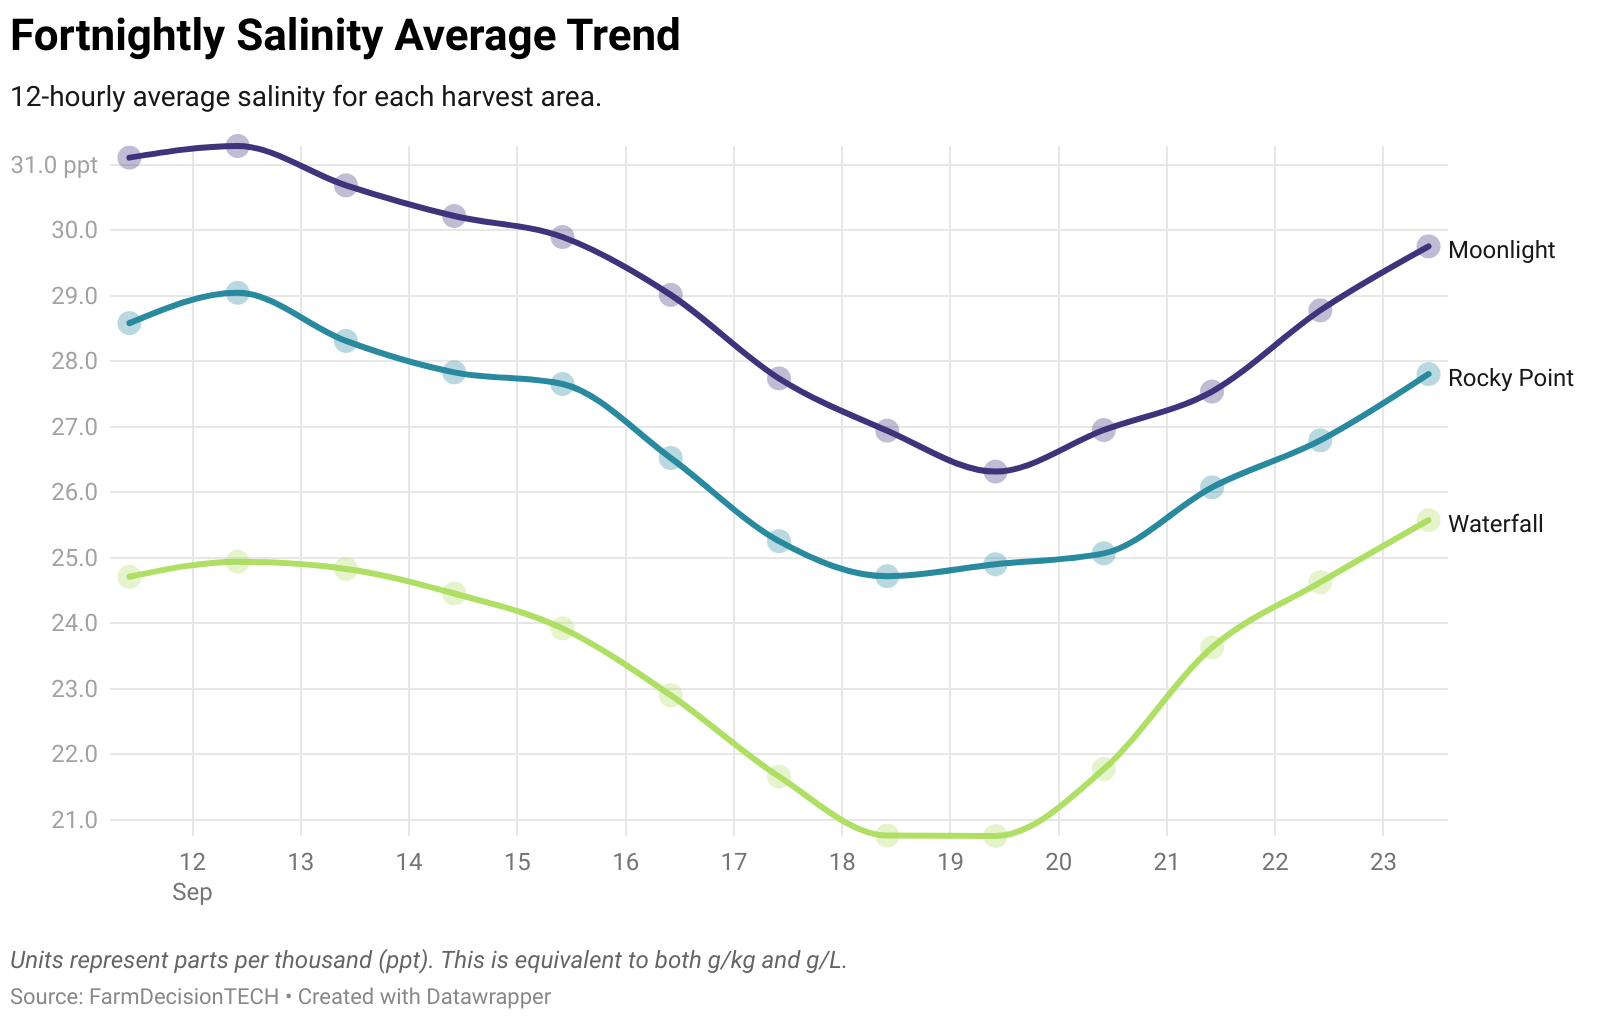 Fortnightly Salinity Average Trend
12-hourly average salinity for each harvest area.
31.0 ppt
30.0
29.0
28.0
27.0
26.0
25.0
24.0
23.0
22.0
21.0
Moonlight
Rocky Point
Waterfall
12 13 14 15 16 17 18 19 20 21 22 23
Sep
Units represent parts per thousand (ppt). This is equivalent to both g/kg and g/L.
Source: FarmDecisionTECH • Created with Datawrapper